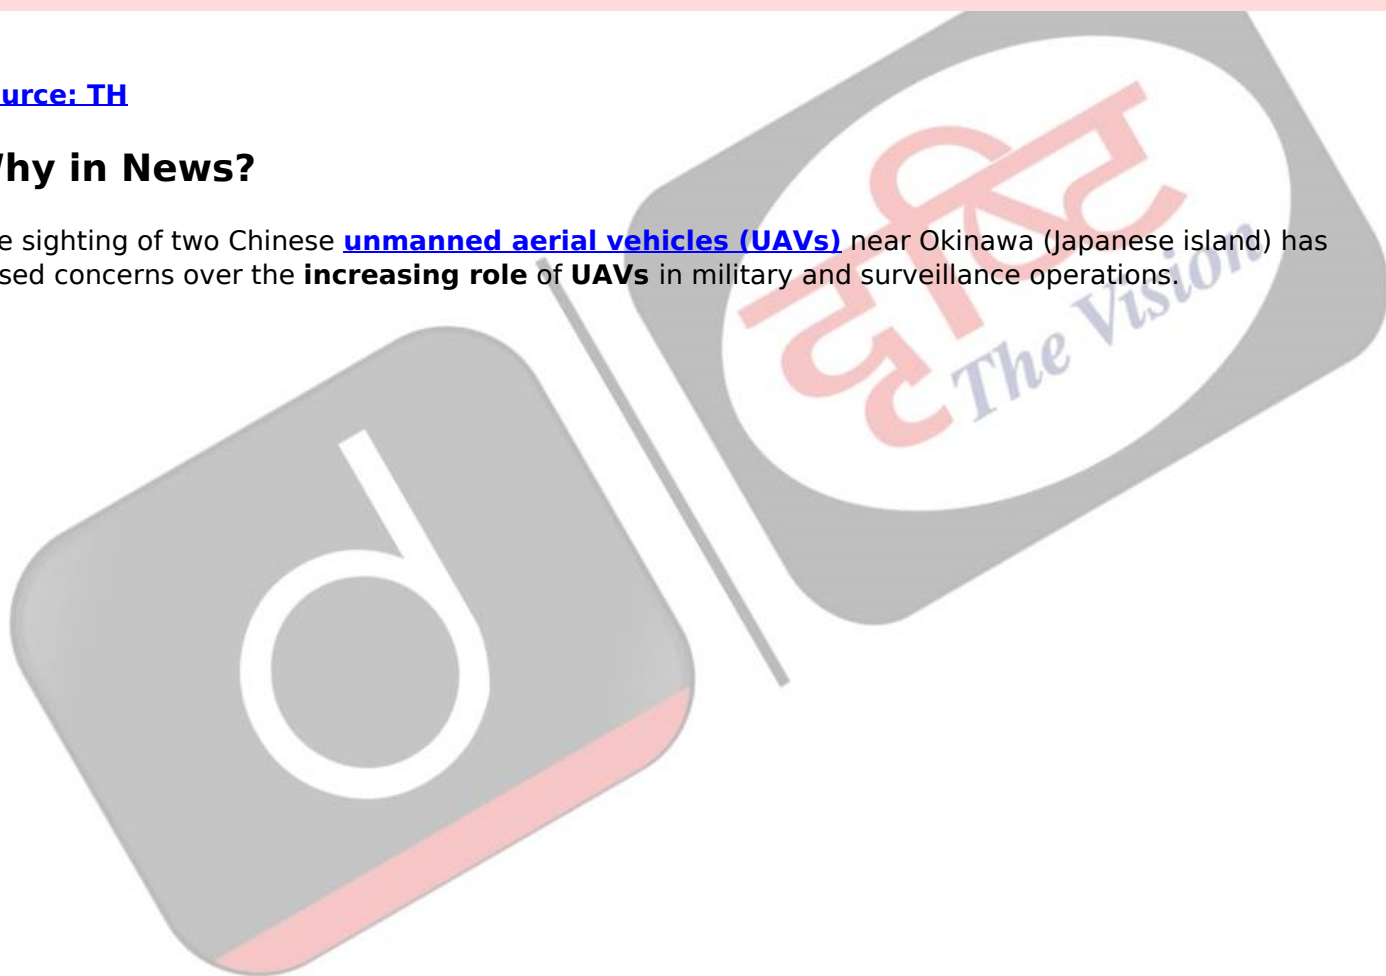 urce: TH
hy in News?
e sighting of two Chinese unmanned aerial vehicles (UAVs) near Okinawa (Japanese island) has
sed concerns over the increasing role of UAVs in military and surveillance operations.
दृष्टि
The Vision
d